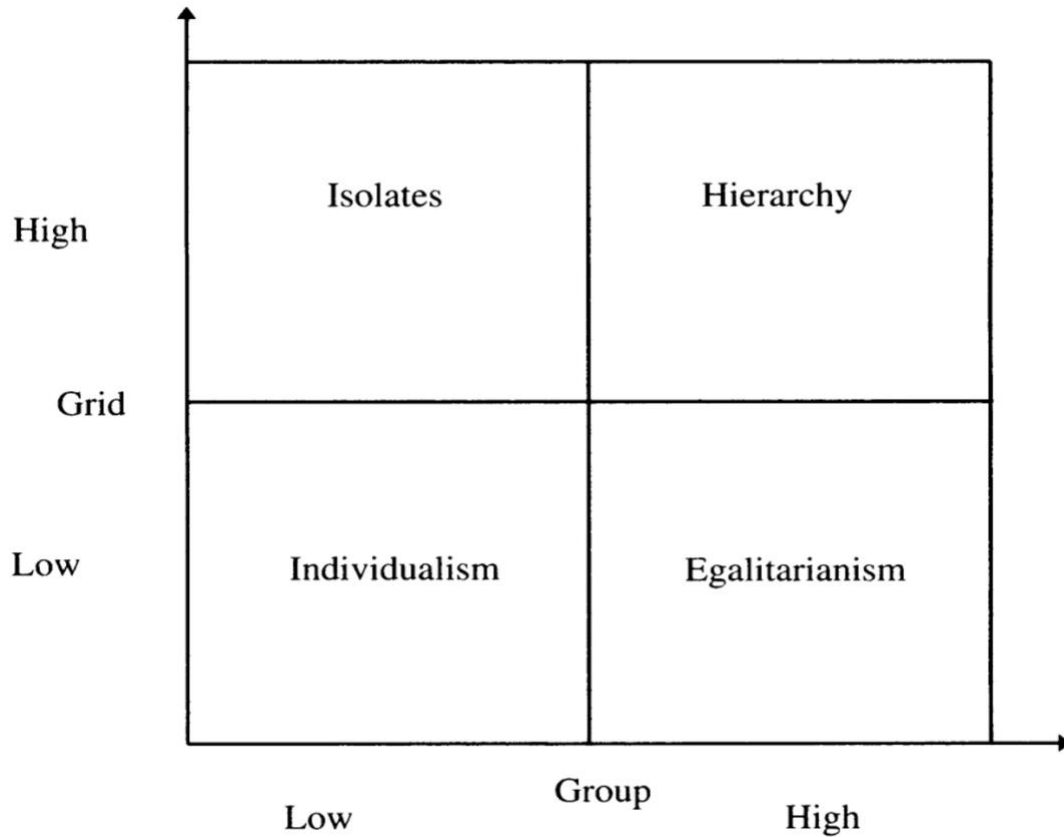 Isolates Hierarchy
High
Grid
Low Individualism Egalitarianism
Group
Low High